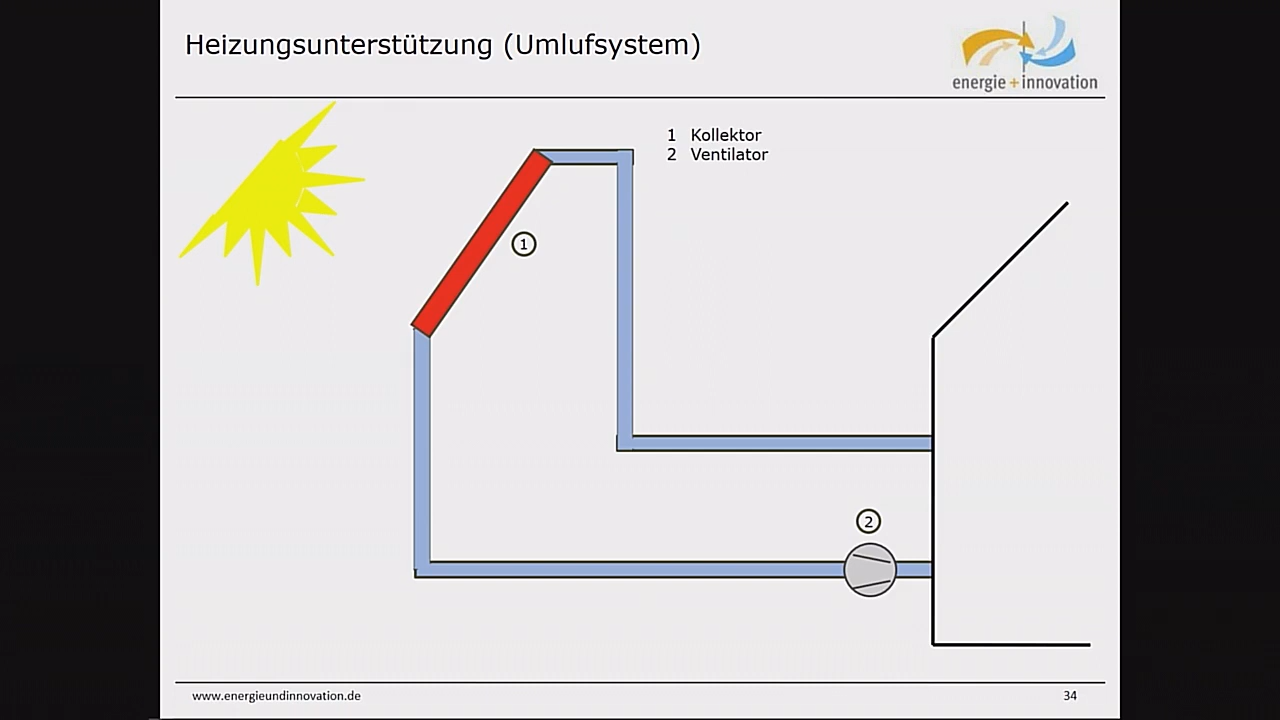 Heizungsunterstützung (Umlufsystem)
energie+innovation
1 Kollektor
2 Ventilator
1
2
www.energieundinnovation.de
34